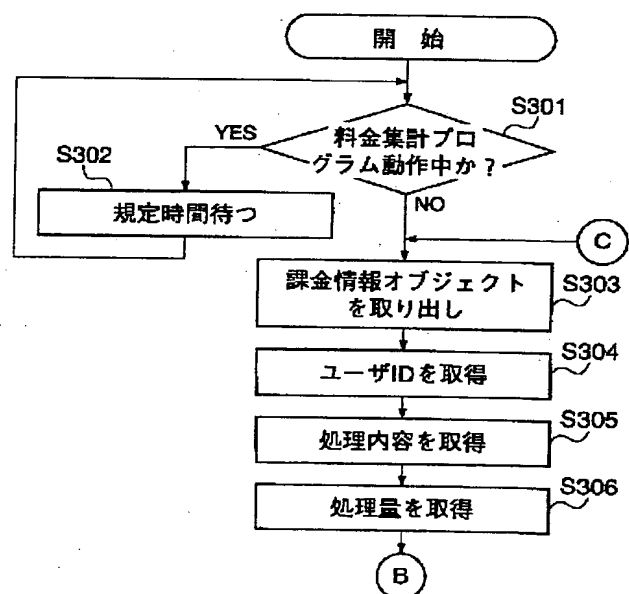 開 始
S301
料金集計プロ
グラム動作中か？
YES
S302
規定時間待つ
NO
C
課金情報オブジェクト
を取り出し
S303
S304
ユーザIDを取得
S305
処理内容を取得
S306
処理量を取得
B